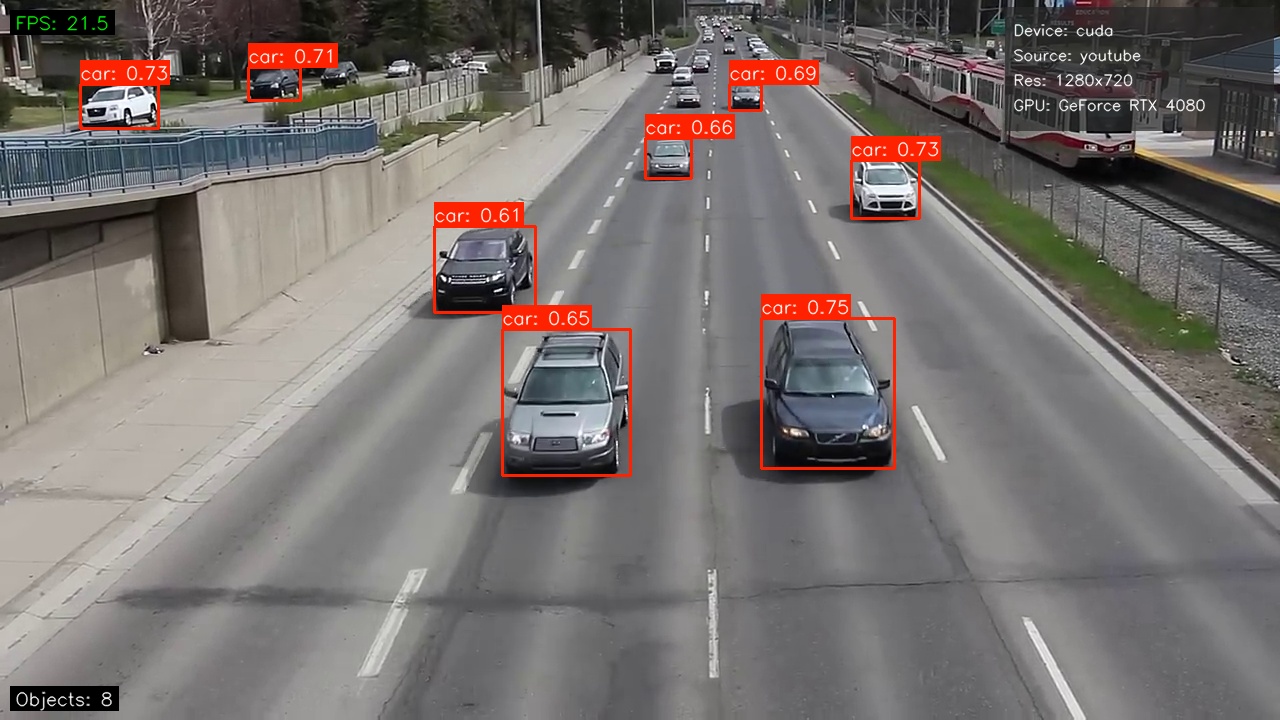 FPS: 21.5
Device: cuda
Source: youtube
Res: 1280x720
GPU: GeForce RTX 4080
car: 0.71
car: 0.73
car: 0.69
car: 0.66
car: 0.73
car: 0.61
car: 0.75
car: 0.65
Objects: 8